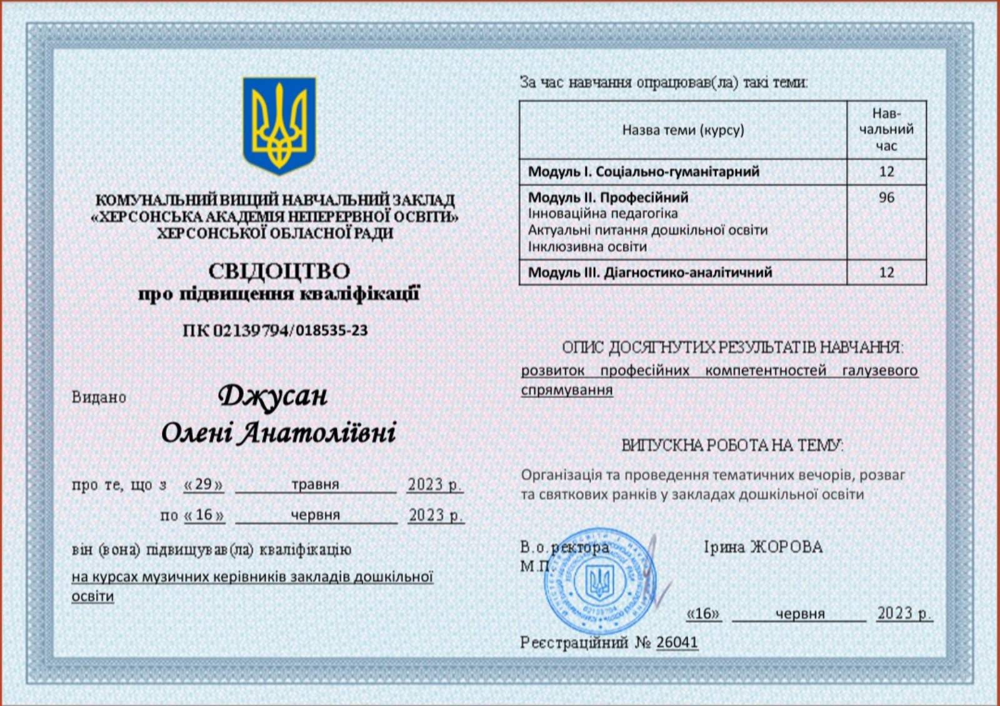 КОМУНАЛЬНИЙ ВИЩИЙ НАВЧАЛЬНИЙ ЗАКЛАД
«ХЕРСОНСЬКА АКАДЕМІЯ НЕПЕРЕРВНОЇ ОСВІТИ»
ХЕРСОНСЬКОЇ ОБЛАСНОЇ РАДИ
СВІДОЦТВО
про підвищення кваліфікації
ПК 02139794/018535-23
Видано Джусан
Олені Анатоліївні
про те, що з «29» травня 2023 р.
по «16» червня 2023 р.
він (вона) підвищував(ла) кваліфікацію
на курсах музичних керівників закладів дошкільної
освіти
За час навчання опрацював(ла) такі теми:
Назва теми (курсу)
Нав-
чальний
час
Модуль І. Соціально-гуманітарний 12
Модуль ІІ. Професійний 96
Інноваційна педагогіка
Актуальні питання дошкільної освіти
Інклюзивна освіти
Модуль ІІІ. Діагностико-аналітичний 12
ОПИС ДОСЯГНУТИХ РЕЗУЛЬТАТІВ НАВЧАННЯ:
розвиток професійних компетентностей галузевого
спрямування
ВИПУСКНА РОБОТА НА ТЕМУ:
Організація та проведення тематичних вечорів, розваг
та святкових ранків у закладах дошкільної освіти
В.о. ректора Ірина ЖОРОВА
М.П.
02139794
«16» червня 2023 р.
Реєстраційний № 26041